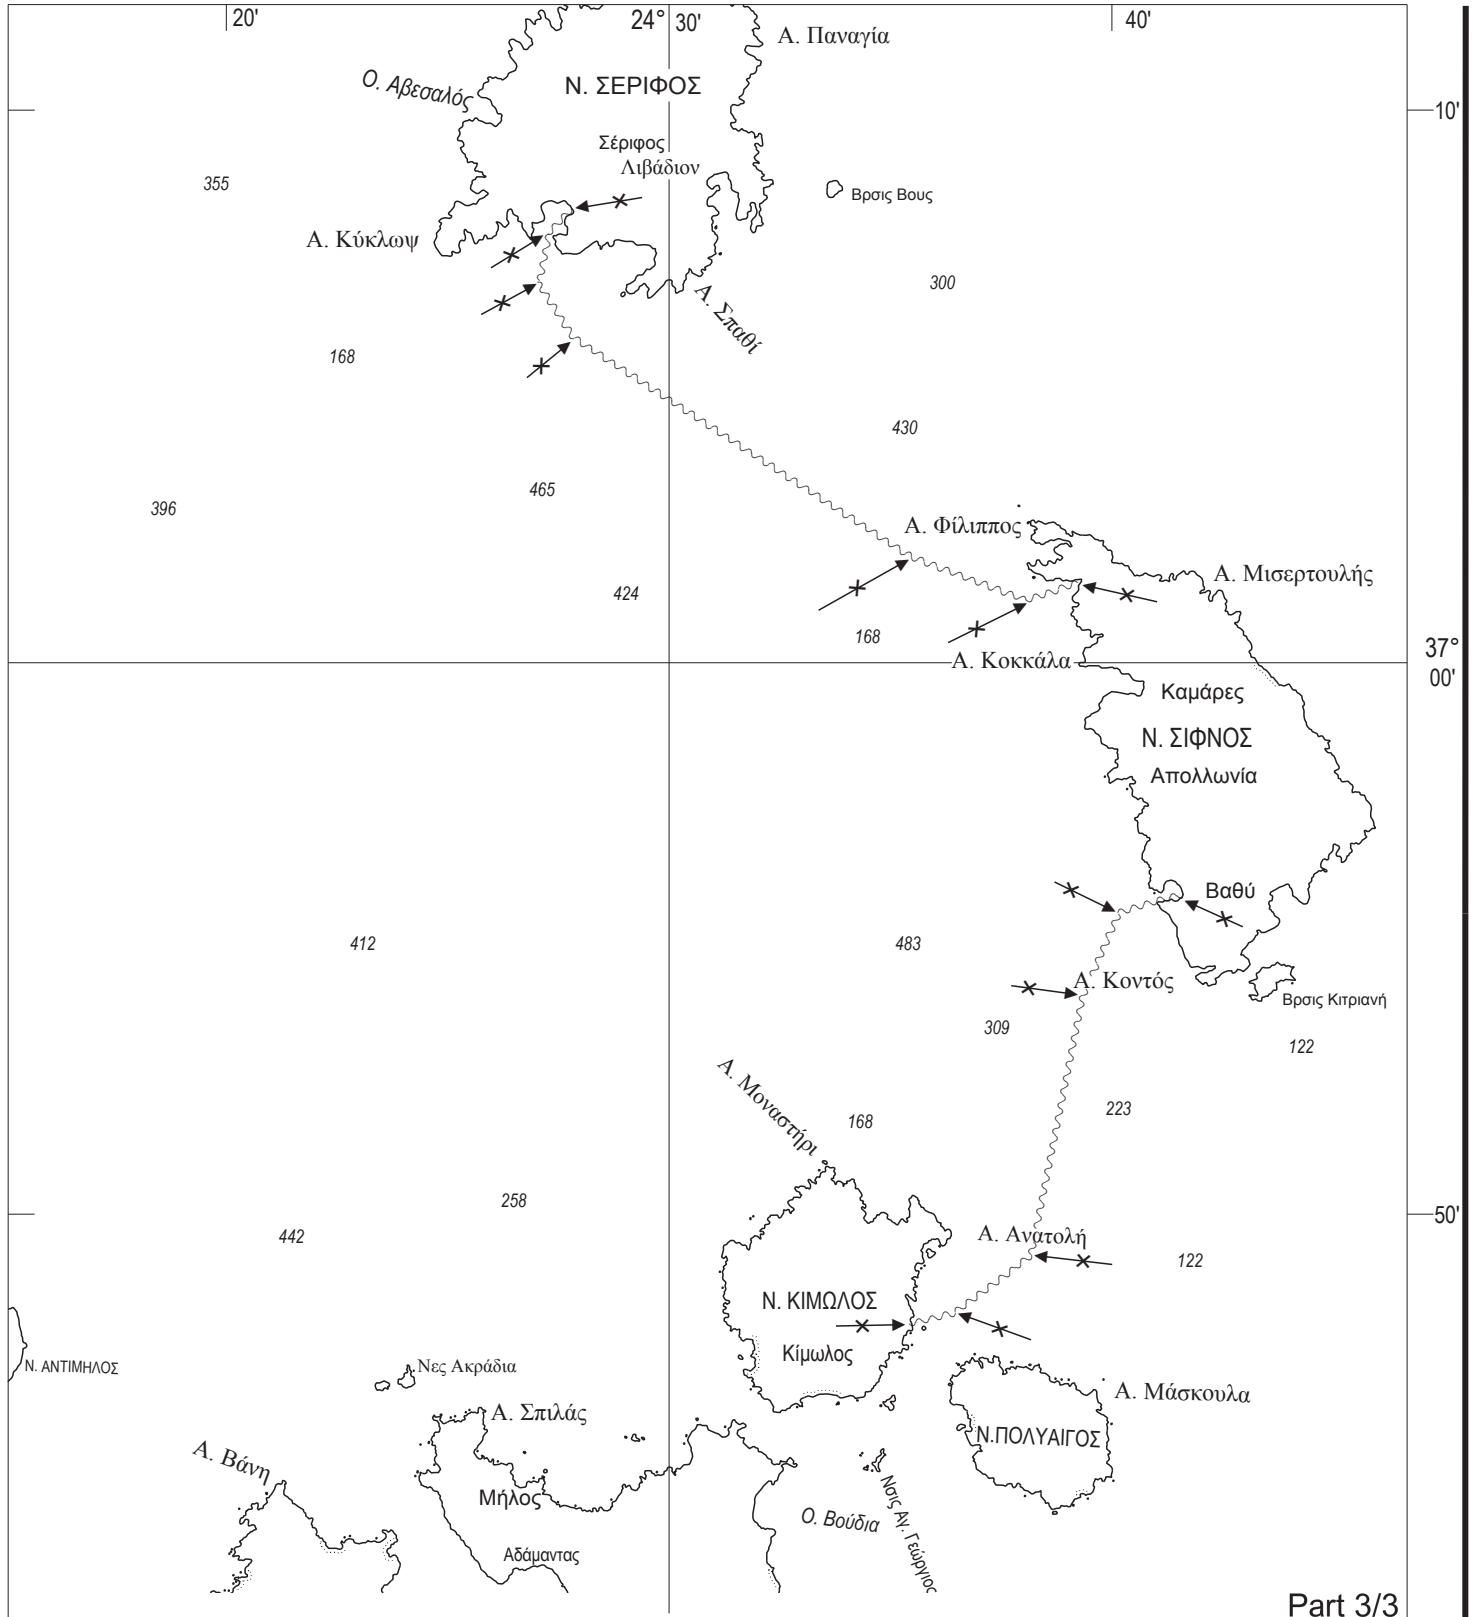 20'
24° 30'
40'
Α. Παναγία
Ο. Αβεσαλός
Ν. ΣΕΡΙΦΟΣ
10'
Σέριφος
Λιβάδιον
355
Βρσις Βους
Α. Κύκλωψ
300
Α. Σπαθί
168
430
465
396
Α. Φίλιππος
Α. Μισερτουλής
424
168
Α. Κοκκάλα
37°
00'
Καμάρες
Ν. ΣΙΦΝΟΣ
Απολλωνία
Βαθύ
412
483
Α. Κοντός
Βρσις Κιτριανή
309
122
Α. Μοναστήρι
168
223
258
50'
442
Α. Ανατολή
122
Ν. ΚΙΜΩΛΟΣ
Κίμωλος
Ν. ΑΝΤΙΜΗΛΟΣ
Νες Ακράδια
Α. Μάσκουλα
Α. Σπιλάς
Ν.ΠΟΛΥΑΙΓΟΣ
Α. Βάνη
Μήλος
Ο. Βούδια
Νσις Αγ. Γεώργιος
Αδάμαντας
Part 3/3